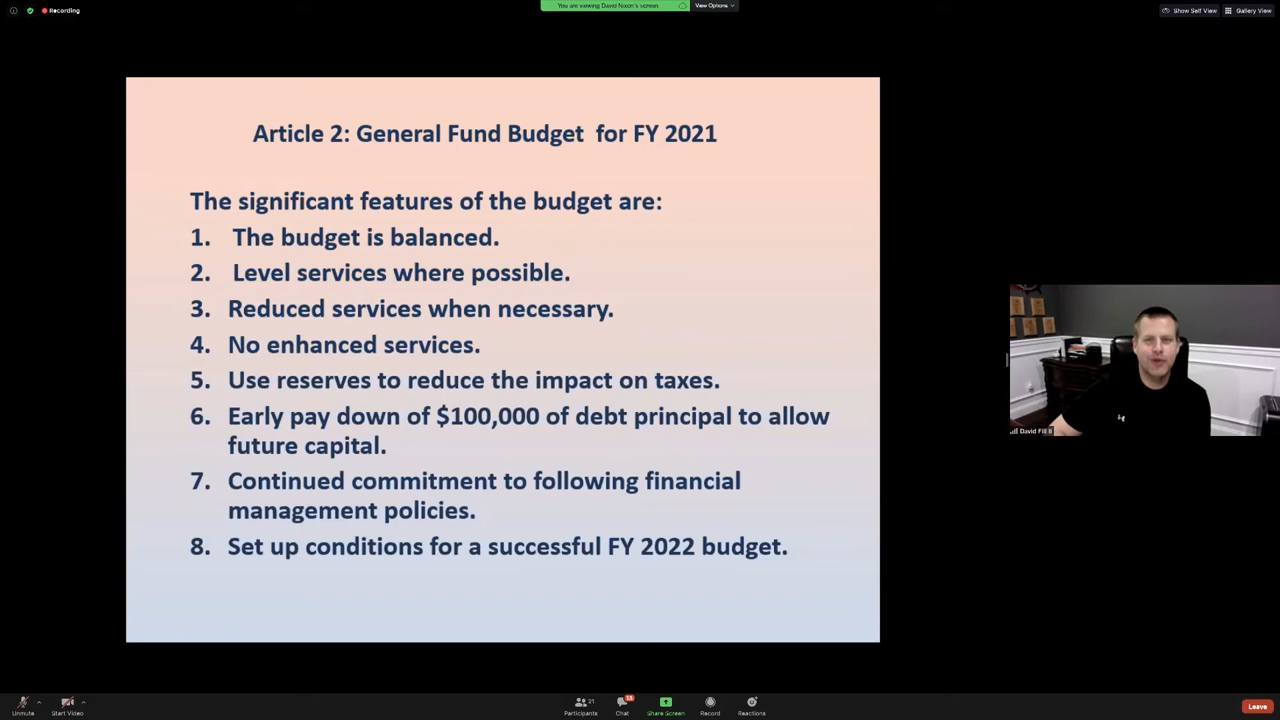 Recording
You are viewing David Nixon's screen
View Options
Show Self View
Gallery View
Article 2: General Fund Budget for FY 2021
The significant features of the budget are:
1. The budget is balanced.
2. Level services where possible.
3. Reduced services when necessary.
4. No enhanced services.
5. Use reserves to reduce the impact on taxes.
6. Early pay down of $100,000 of debt principal to allow
future capital.
7. Continued commitment to following financial
management policies.
8. Set up conditions for a successful FY 2022 budget.
David Fill II
Unmute
Start Video
Participants
21
Chat
13
Share Screen
Record
Reactions
Leave